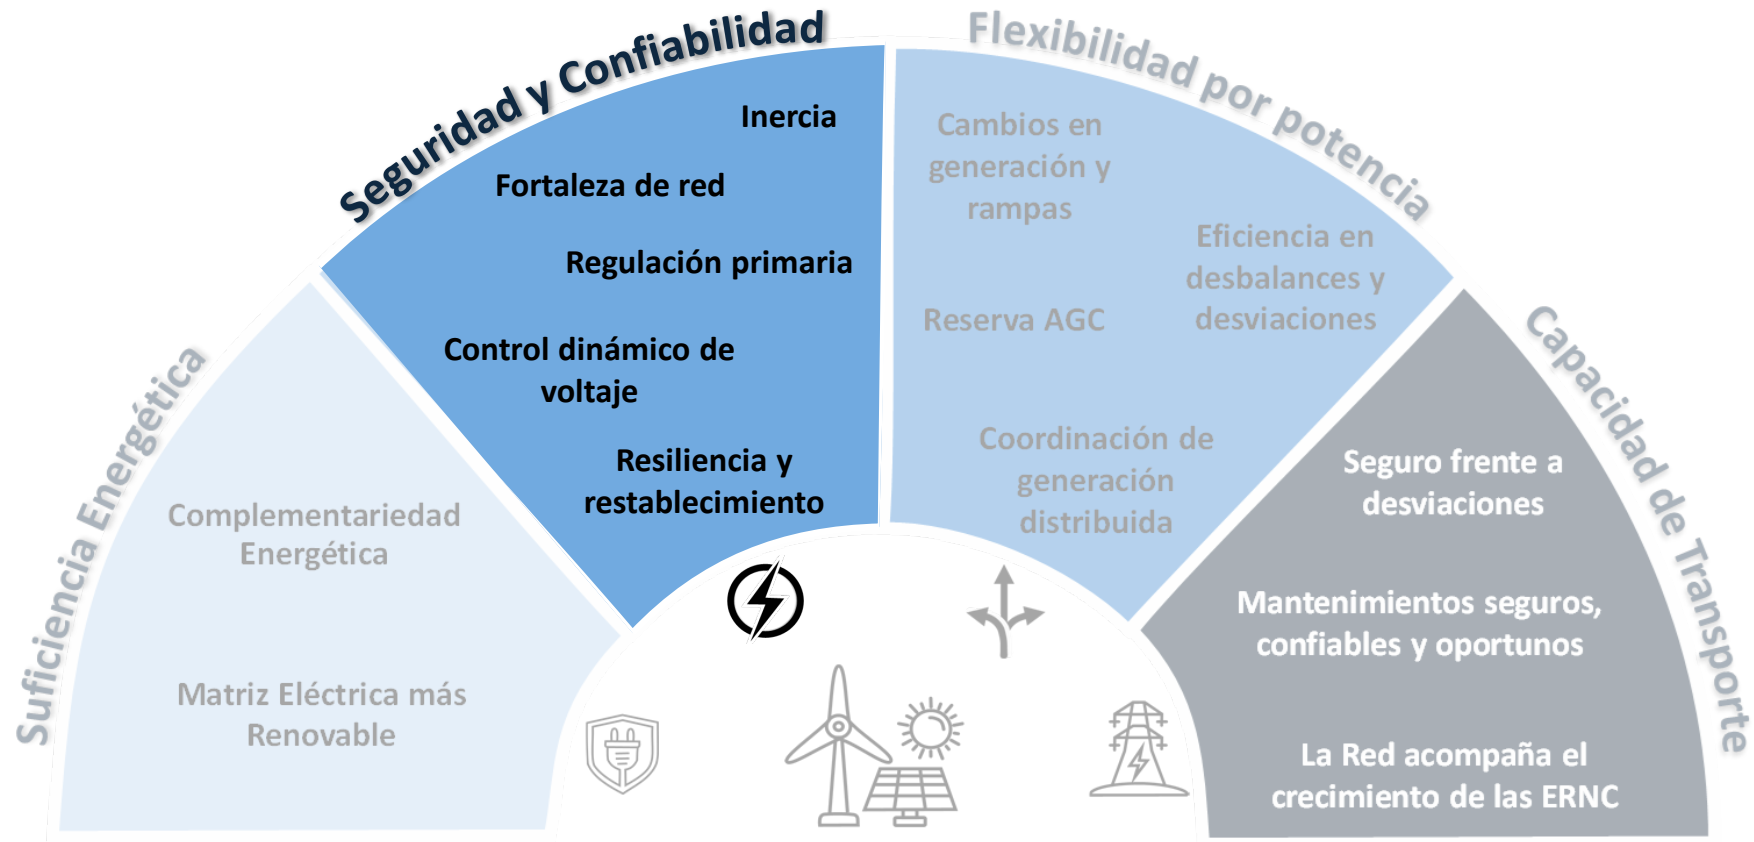 Suficiencia Energética
Complementariedad
Energética
Matriz Eléctrica más
Renovable
Seguridad y Confiabilidad
Inercia
Fortaleza de red
Regulación primaria
Control dinámico de
voltaje
Resiliencia y
restablecimiento
Flexibilidad por potencia
Cambios en
generación y
rampas
Eficiencia en
desbalances y
desviaciones
Reserva AGC
Coordinación de
generación
distribuida
Capacidad de Transporte
Seguro frente a
desviaciones
Mantenimientos seguros,
confiables y oportunos
La Red acompaña el
crecimiento de las ERNC